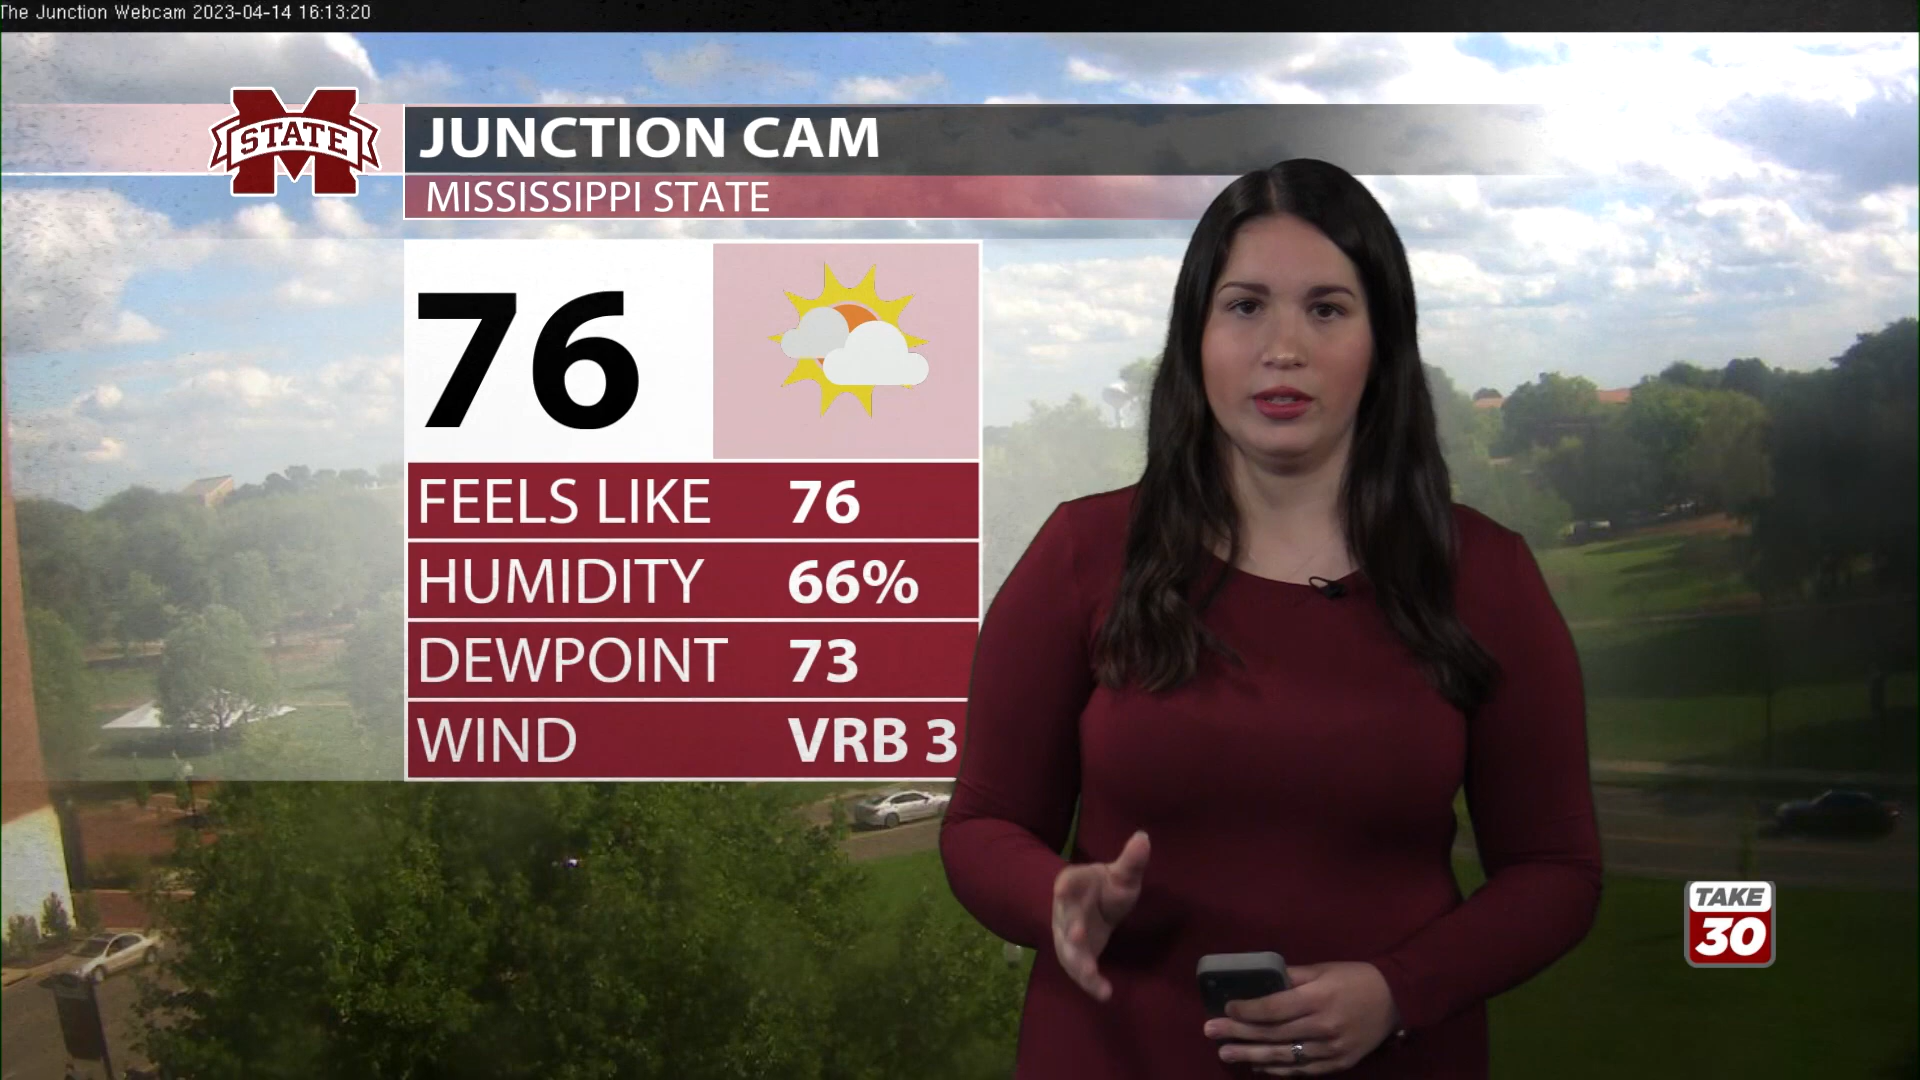 The Junction Webcam 2023-04-14 16:13:20
STATE
JUNCTION CAM
MISSISSIPPI STATE
76
FEELS LIKE 76
HUMIDITY 66%
DEWPOINT 73
WIND VRB 3
TAKE
30